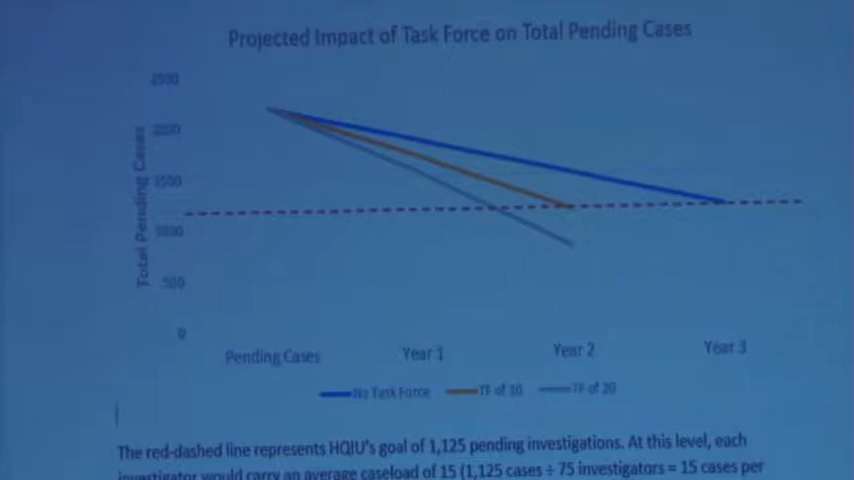 Projected Impact of Task Force on Total Pending Cases
2500
2000
1500
1000
500
0
Total Pending Cases
Pending Cases Year 1 Year 2 Year 3
No Task Force TF of 10 TF of 20
The red-dashed line represents HQIU's goal of 1,125 pending investigations. At this level, each
investigator would carry an average caseload of 15 (1,125 cases ÷ 75 investigators = 15 cases per